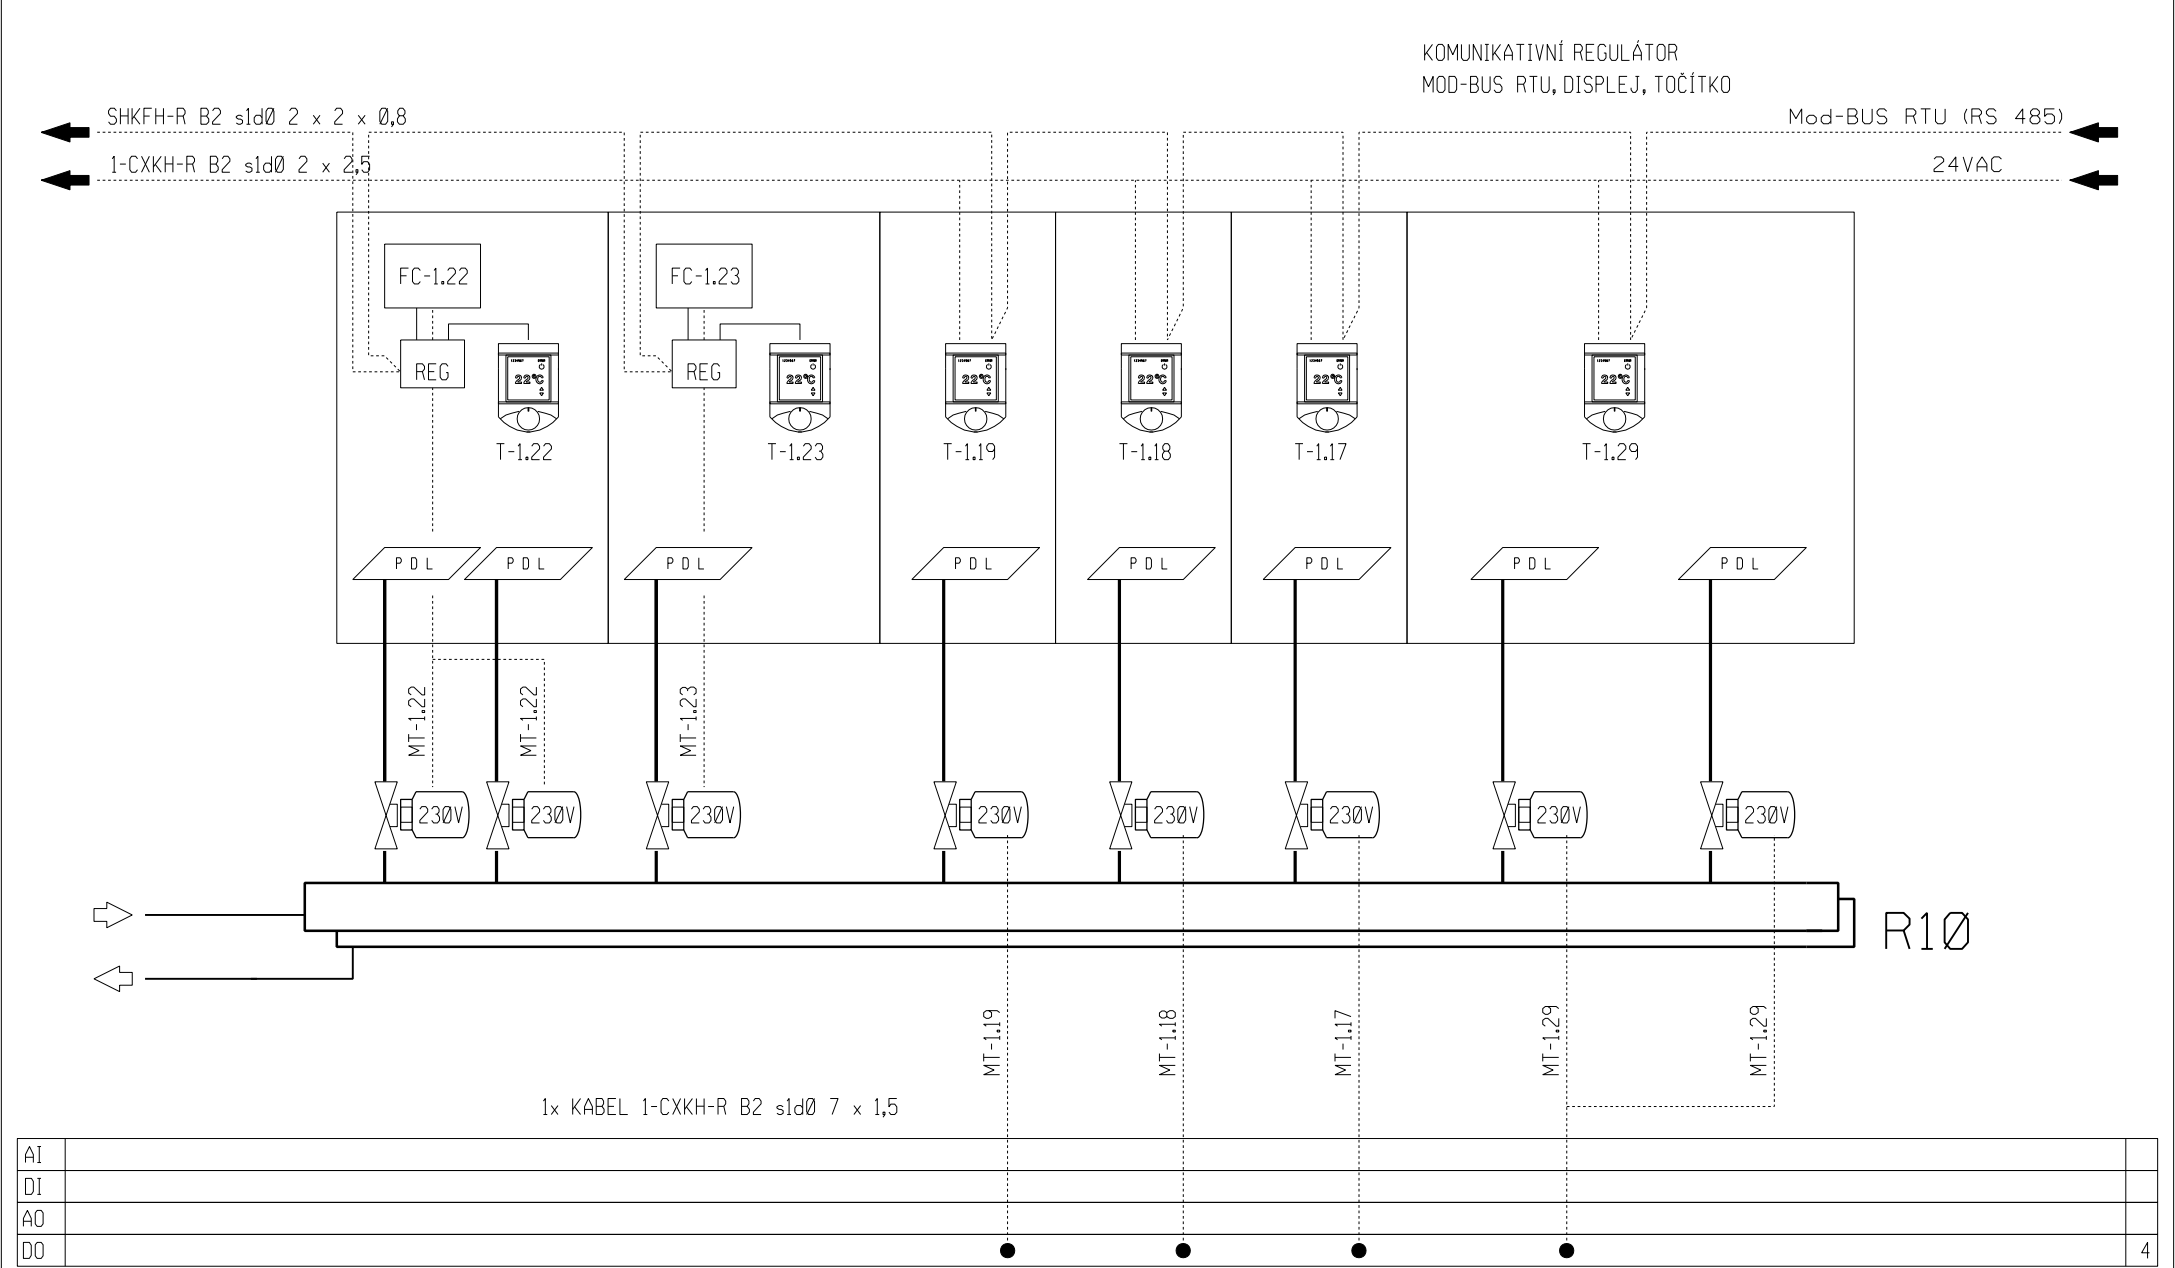 KOMUNIKATIVNÍ REGULÁTOR
MOD-BUS RTU, DISPLEJ, TOČÍTKO
SHKFH-R B2 s1d0 2 x 2 x 0,8
Mod-BUS RTU (RS 485)
1-CXKH-R B2 s1d0 2 x 2,5
24VAC
FC-1.22
FC-1.23
REG
REG
22°C
22°C
22°C
22°C
22°C
22°C
T-1.22
T-1.23
T-1.19
T-1.18
T-1.17
T-1.29
PDL
PDL
PDL
PDL
PDL
PDL
PDL
PDL
MT-1.22
MT-1.22
MT-1.23
230V
230V
230V
230V
230V
230V
230V
230V
R10
MT-1.19
MT-1.18
MT-1.17
MT-1.29
MT-1.29
1x KABEL 1-CXKH-R B2 s1d0 7 x 1,5
AI
DI
AO
DO
4